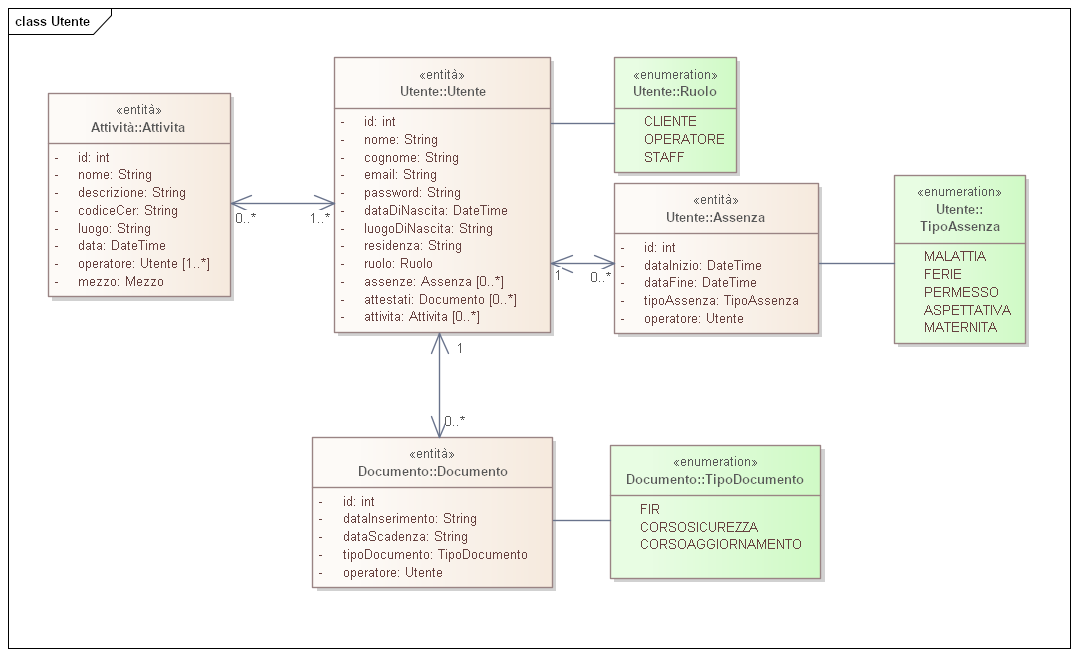 class Utente
«entità»
Attività::Attivita
- id: int
- nome: String
- descrizione: String
- codiceCer: String
- luogo: String
- data: DateTime
- operatore: Utente [1..*]
- mezzo: Mezzo
0..*
1..*
«entità»
Utente::Utente
- id: int
- nome: String
- cognome: String
- email: String
- password: String
- dataDiNascita: DateTime
- luogoDiNascita: String
- residenza: String
- ruolo: Ruolo
- assenze: Assenza [0..*]
- attestati: Documento [0..*]
- attivita: Attivita [0..*]
«enumeration»
Utente::Ruolo
CLIENTE
OPERATORE
STAFF
1
0..*
«entità»
Utente::Assenza
- id: int
- dataInizio: DateTime
- dataFine: DateTime
- tipoAssenza: TipoAssenza
- operatore: Utente
«enumeration»
Utente::
TipoAssenza
MALATTIA
FERIE
PERMESSO
ASPETTATIVA
MATERNITA
1
0..*
«entità»
Documento::Documento
- id: int
- dataInserimento: String
- dataScadenza: String
- tipoDocumento: TipoDocumento
- operatore: Utente
«enumeration»
Documento::TipoDocumento
FIR
CORSOSICUREZZA
CORSOAGGIORNAMENTO